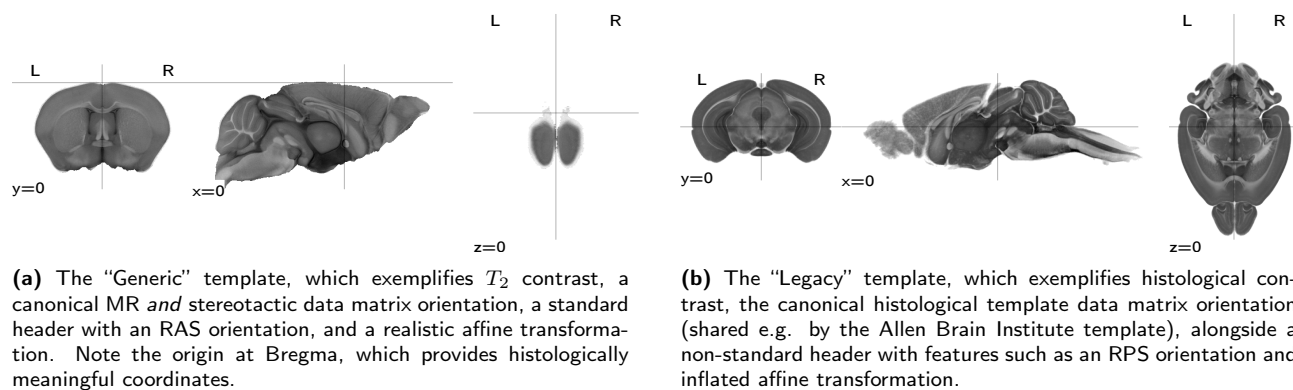 L R
y=0
x=0
L R
z=0
(a) The “Generic” template, which exemplifies T₂ contrast, a
canonical MR and stereotactic data matrix orientation, a standard
header with an RAS orientation, and a realistic affine transforma-
tion. Note the origin at Bregma, which provides histologically
meaningful coordinates.
L R
y=0
x=0
L R
z=0
(b) The “Legacy” template, which exemplifies histological con-
trast, the canonical histological template data matrix orientation
(shared e.g. by the Allen Brain Institute template), alongside a
non-standard header with features such as an RPS orientation and
inflated affine transformation.